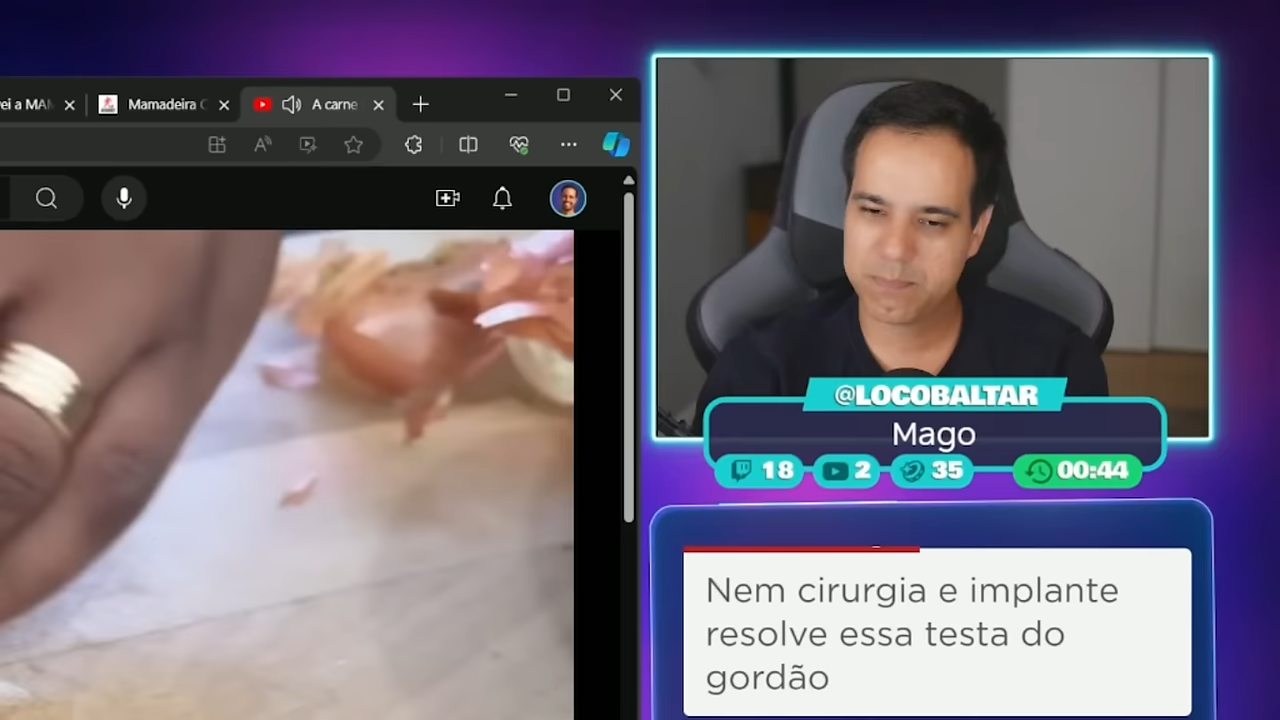 Mamadeira
A carne
@LOCOBALTAR
Mago
18
2
35
00:44
Nem cirurgia e implante
resolve essa testa do
gordão